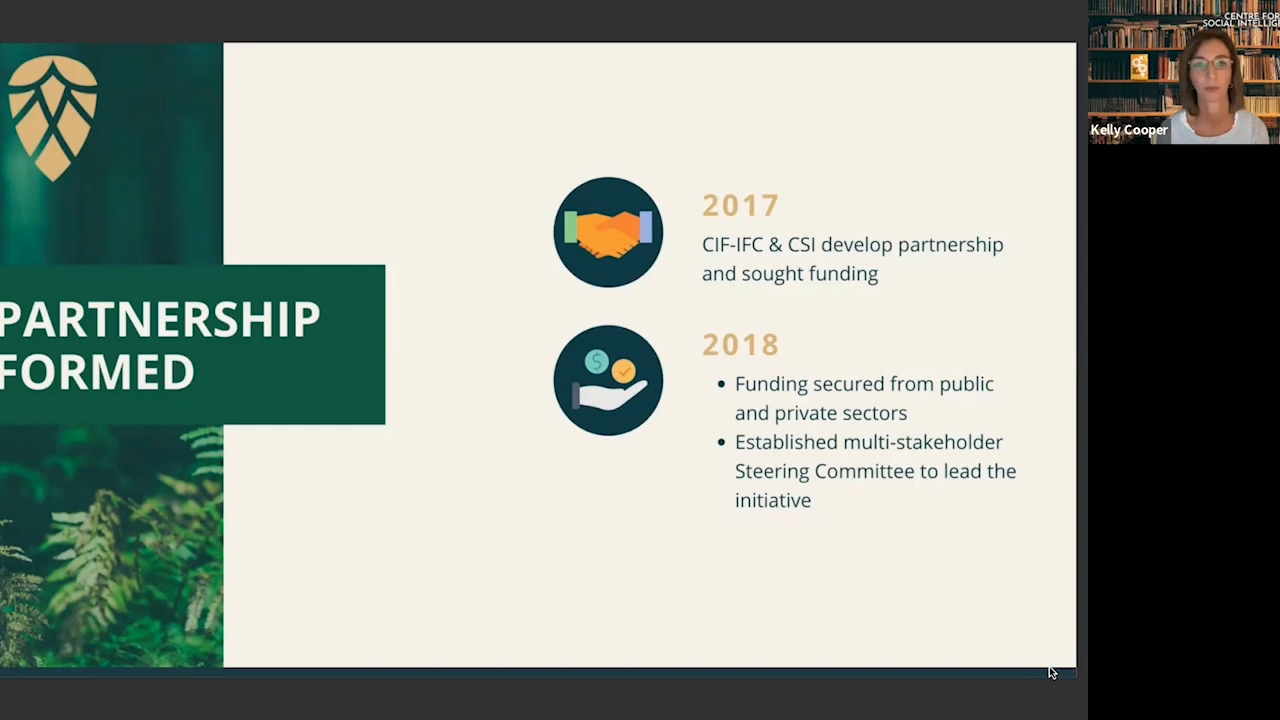 PARTNERSHIP
FORMED
2017
CIF-IFC & CSI develop partnership
and sought funding
2018
• Funding secured from public
and private sectors
• Established multi-stakeholder
Steering Committee to lead the
initiative
CENTRE FOR
SOCIAL INTELLIGE
Kelly Cooper